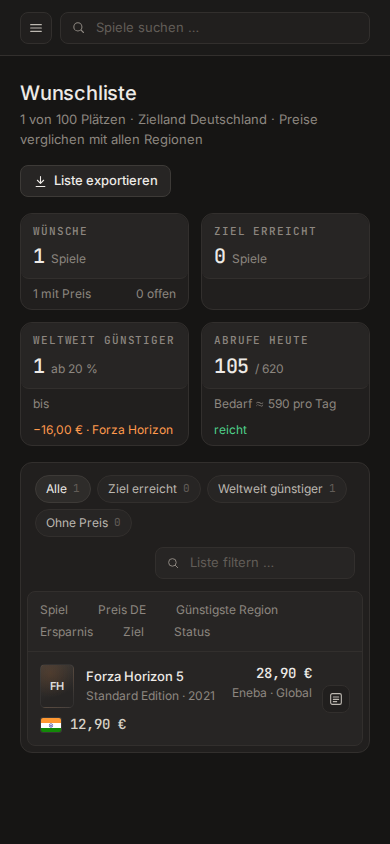 Spiele suchen ...
Wunschliste
1 von 100 Plätzen · Zielland Deutschland · Preise
verglichen mit allen Regionen
Liste exportieren
WÜNSCHE
1 Spiele
1 mit Preis 0 offen
ZIEL ERREICHT
0 Spiele
WELTWEIT GÜNSTIGER
1 ab 20 %
bis
−16,00 € · Forza Horizon
ABRUFE HEUTE
105 / 620
Bedarf ≈ 590 pro Tag
reicht
Alle 1 Ziel erreicht 0 Weltweit günstiger 1
Ohne Preis 0
Liste filtern ...
Spiel Preis DE Günstigste Region
Ersparnis Ziel Status
FH
Forza Horizon 5 28,90 €
Standard Edition · 2021 Eneba · Global
12,90 €